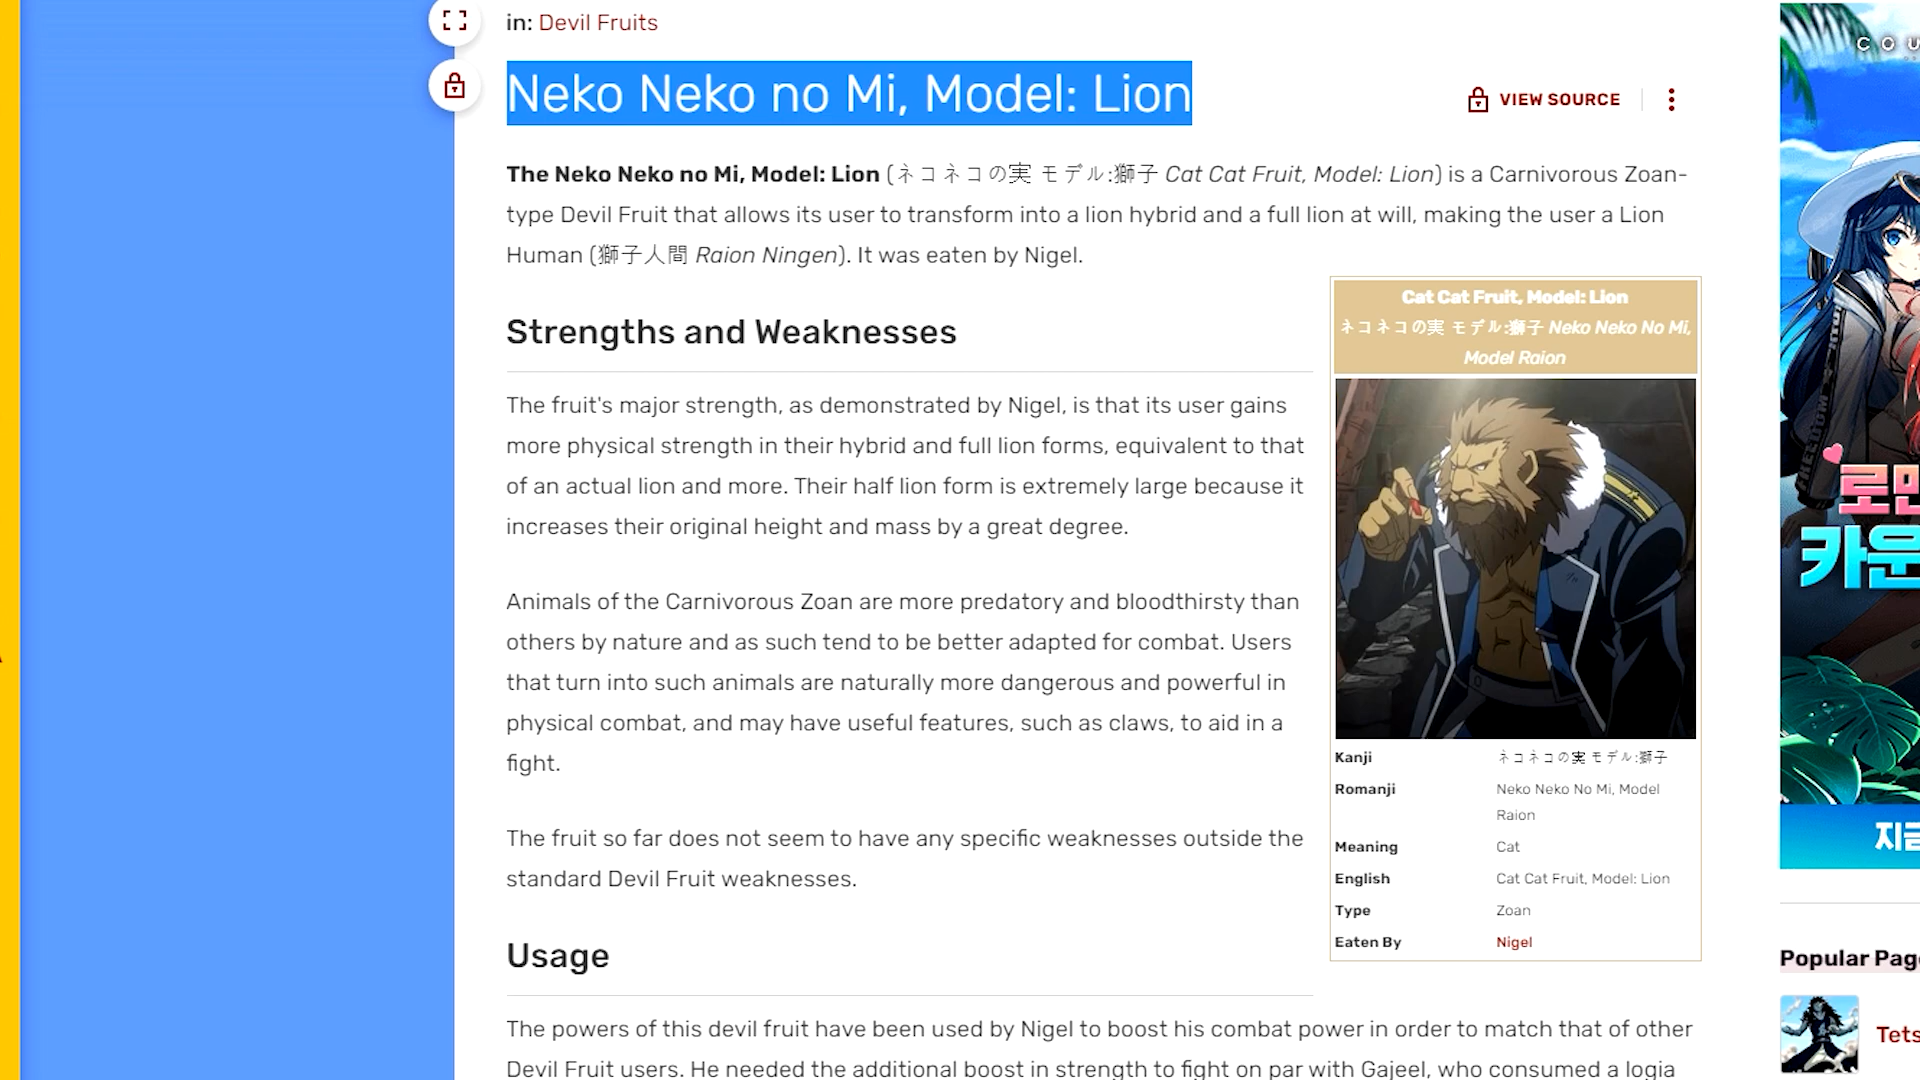 in: Devil Fruits
Neko Neko no Mi, Model: Lion
VIEW SOURCE
The Neko Neko no Mi, Model: Lion (ネコネコの実 モデル:獅子 Cat Cat Fruit, Model: Lion) is a Carnivorous Zoan-
type Devil Fruit that allows its user to transform into a lion hybrid and a full lion at will, making the user a Lion
Human (獅子人間 Raion Ningen). It was eaten by Nigel.
Strengths and Weaknesses
The fruit's major strength, as demonstrated by Nigel, is that its user gains
more physical strength in their hybrid and full lion forms, equivalent to that
of an actual lion and more. Their half lion form is extremely large because it
increases their original height and mass by a great degree.
Animals of the Carnivorous Zoan are more predatory and bloodthirsty than
others by nature and as such tend to be better adapted for combat. Users
that turn into such animals are naturally more dangerous and powerful in
physical combat, and may have useful features, such as claws, to aid in a
fight.
The fruit so far does not seem to have any specific weaknesses outside the
standard Devil Fruit weaknesses.
Usage
The powers of this devil fruit have been used by Nigel to boost his combat power in order to match that of other
Devil Fruit users. He needed the additional boost in strength to fight on par with Gajeel, who consumed a logia
Cat Cat Fruit, Model: Lion
ネコネコの実 モデル:獅子 Neko Neko No Mi,
Model Raion
Kanji ネコネコの実 モデル:獅子
Romanji Neko Neko No Mi, Model
Raion
Meaning Cat
English Cat Cat Fruit, Model: Lion
Type Zoan
Eaten By Nigel
COU
로맨
카운
지금
Popular Pag
Tets